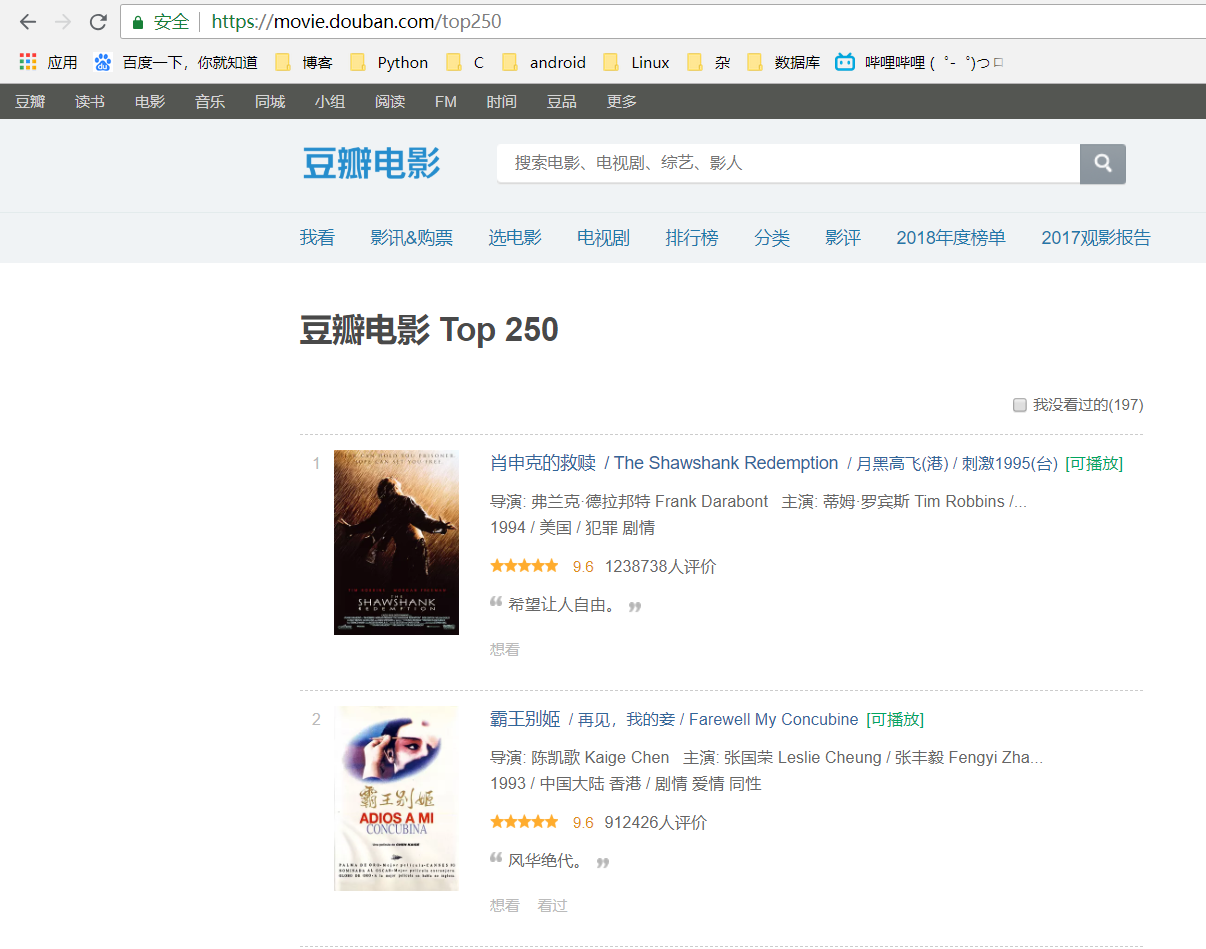 安全 https://movie.douban.com/top250
应用 百度一下，你就知道 博客 Python C android Linux 杂 数据库 哔哩哔哩 ( ゜- ゜)つロ
豆瓣 读书 电影 音乐 同城 小组 阅读 FM 时间 豆品 更多
豆瓣电影 搜索电影、电视剧、综艺、影人
我看 影讯&购票 选电影 电视剧 排行榜 分类 影评 2018年度榜单 2017观影报告
豆瓣电影 Top 250
我没看过的(197)
1 肖申克的救赎 / The Shawshank Redemption / 月黑高飞(港) / 刺激1995(台) [可播放]
导演: 弗兰克·德拉邦特 Frank Darabont 主演: 蒂姆·罗宾斯 Tim Robbins /...
1994 / 美国 / 犯罪 剧情
9.6 1238738人评价
“ 希望让人自由。 ”
想看
THE
SHAWSHANK
REDEMPTION
2 霸王别姬 / 再见，我的妾 / Farewell My Concubine [可播放]
导演: 陈凯歌 Kaige Chen 主演: 张国荣 Leslie Cheung / 张丰毅 Fengyi Zha...
1993 / 中国大陆 香港 / 剧情 爱情 同性
9.6 912426人评价
“ 风华绝代。 ”
想看 看过
霸王别姬
ADIOS A MI
CONCUBINA